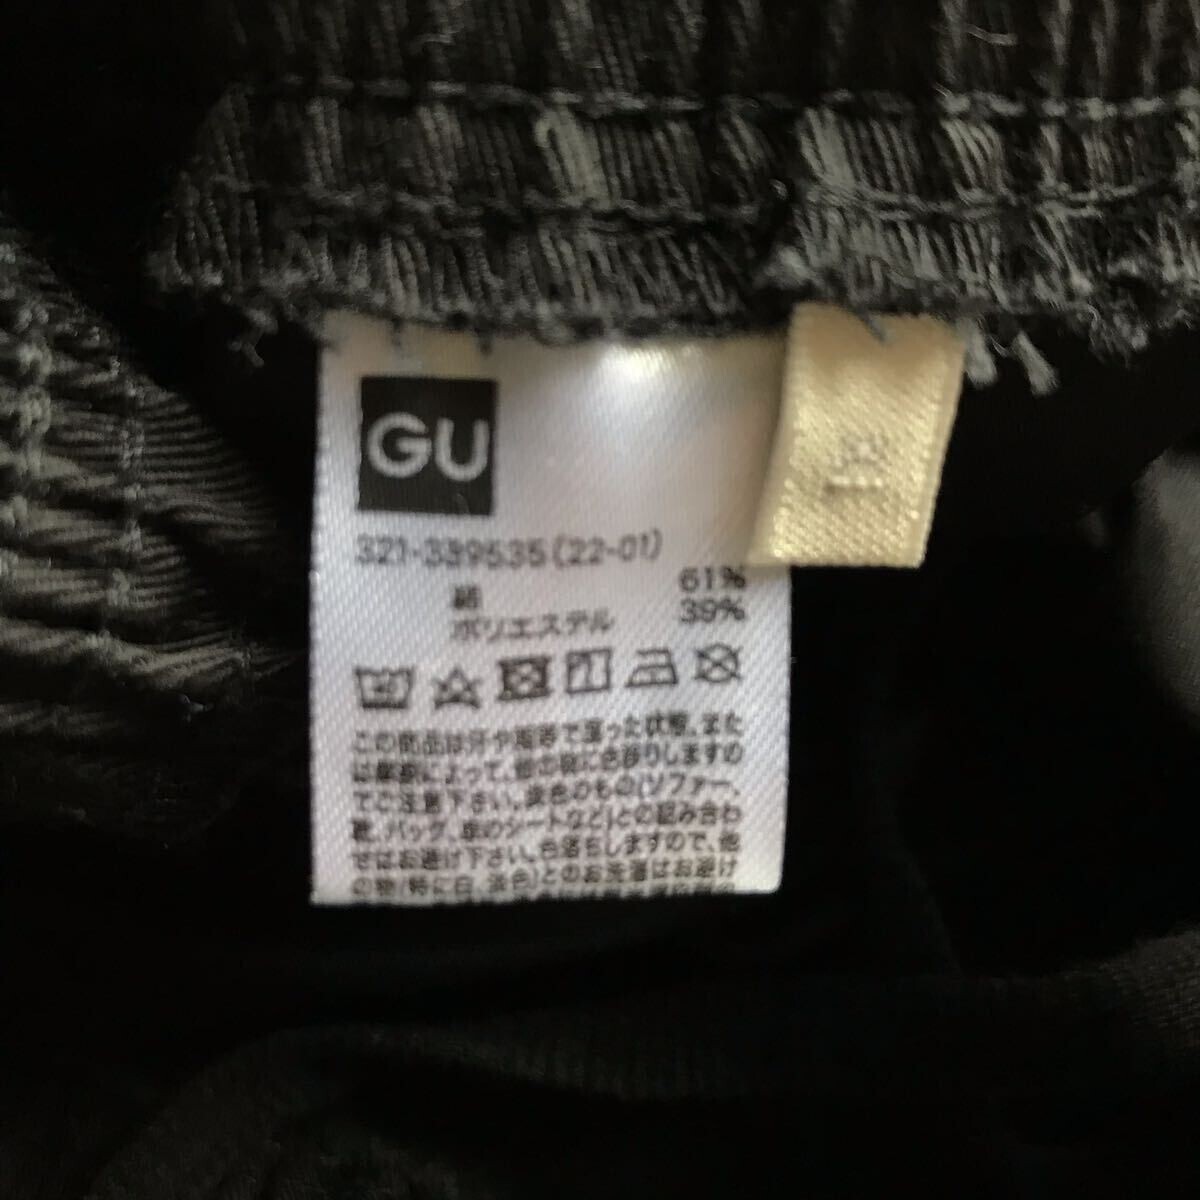 GU
321-339535(22-01)
綿 61%
ポリエステル 39%
この商品は汗や雨等で湿った状態、また
は摩擦によって、他の物に色移りしますの
でご注意下さい。淡色のもの(ソファー、
靴、バッグ、車のシートなど)との組み合わ
せはお避け下さい。色落ちしますので、他
の物(特に白、淡色)とのお洗濯はお避け